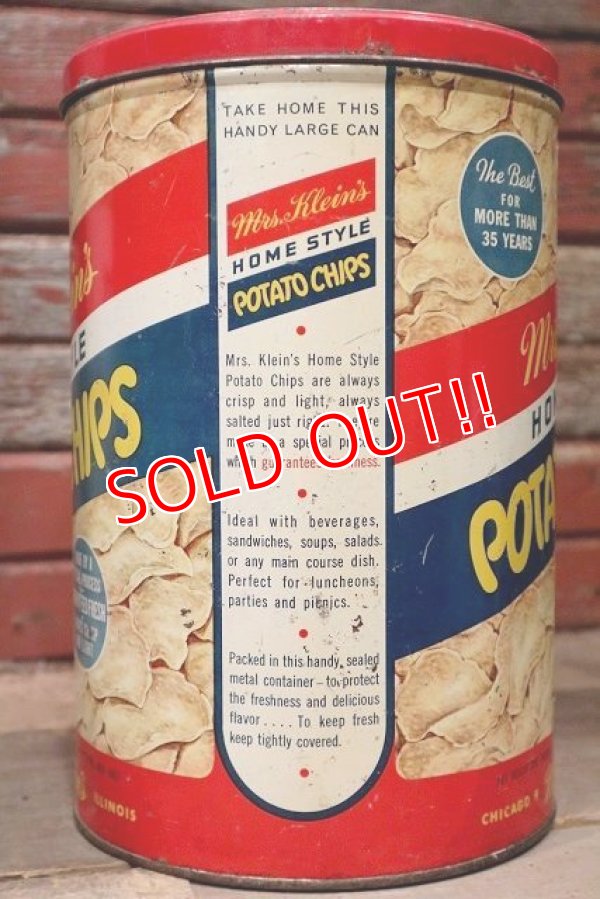 TAKE HOME THIS
HANDY LARGE CAN
Mrs. Klein's
HOME STYLE
POTATO CHIPS
Mrs. Klein's Home Style
Potato Chips are always
crisp and light, always
salted just
a special
guarantees
Ideal with beverages,
sandwiches, soups, salads
or any main course dish.
Perfect for luncheons,
parties and picnics.
Packed in this handy, sealed
metal container - to protect
the freshness and delicious
flavor .... To keep fresh
keep tightly covered.
The Best
FOR
MORE THAN
35 YEARS
HO
POTA
CHICAGO
HIPS
ILLINOIS
SOLD OUT!!